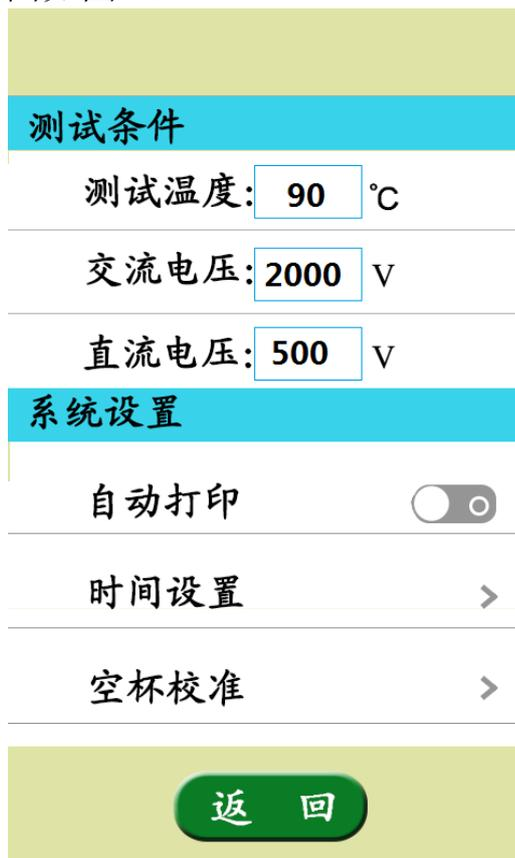 测试条件
测试温度: 90 ℃
交流电压: 2000 V
直流电压: 500 V
系统设置
自动打印
时间设置 >
空杯校准 >
返 回